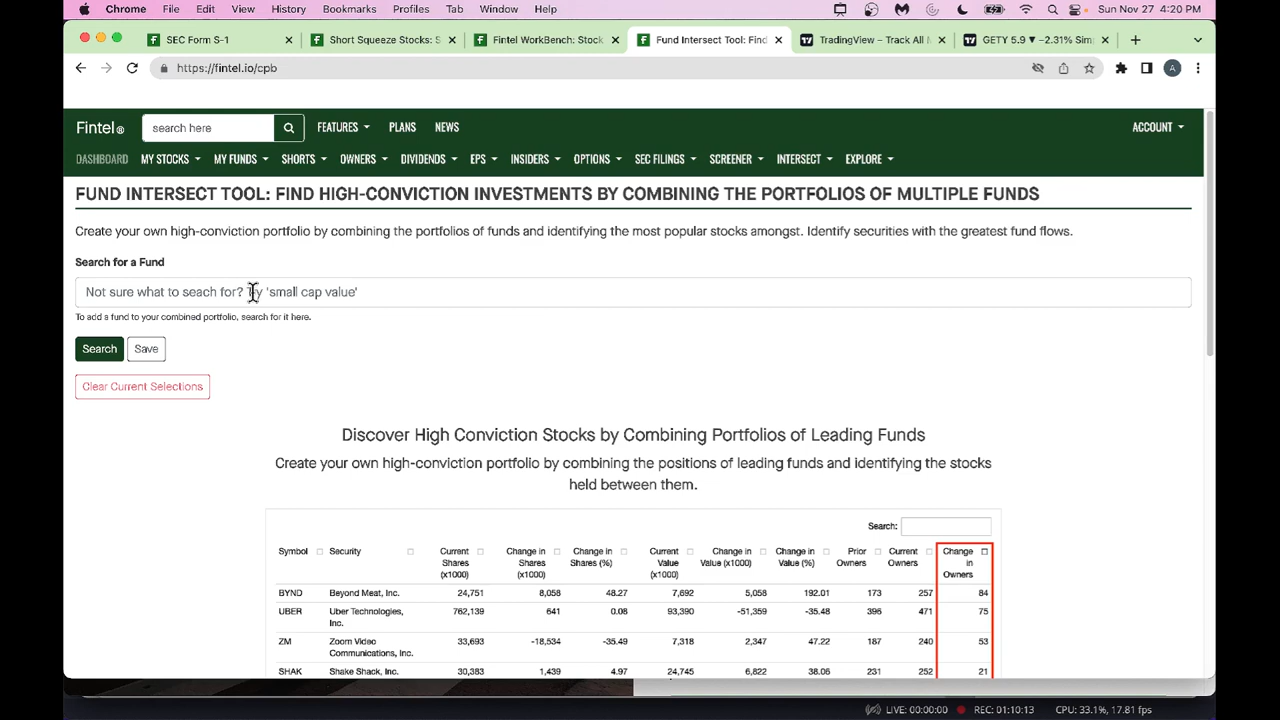 Chrome File Edit View History Bookmarks Profiles Tab Window Help Sun Nov 27 4:20 PM
SEC Form S-1 Short Squeeze Stocks: S Fintel WorkBench: Stock Fund Intersect Tool: Find TradingView – Track All M GETY 5.9 ▼ −2.31% Sim
https://fintel.io/cpb A
Fintel® search here FEATURES PLANS NEWS ACCOUNT
DASHBOARD MY STOCKS MY FUNDS SHORTS OWNERS DIVIDENDS EPS INSIDERS OPTIONS SEC FILINGS SCREENER INTERSECT EXPLORE
FUND INTERSECT TOOL: FIND HIGH-CONVICTION INVESTMENTS BY COMBINING THE PORTFOLIOS OF MULTIPLE FUNDS
Create your own high-conviction portfolio by combining the portfolios of funds and identifying the most popular stocks amongst. Identify securities with the greatest fund flows.
Search for a Fund
Not sure what to seach for? Try 'small cap value'
To add a fund to your combined portfolio, search for it here.
Search Save
Clear Current Selections
Discover High Conviction Stocks by Combining Portfolios of Leading Funds
Create your own high-conviction portfolio by combining the positions of leading funds and identifying the stocks
held between them.
Search:
Symbol Security Current Change in Change in Current Change in Change in Prior Current Change
Shares Shares Shares (%) Value Value (x1000) Value (%) Owners Owners in
(x1000) (x1000) (x1000) Owners
BYND Beyond Meat, Inc. 24,751 8,058 48.27 7,692 5,058 192.01 173 257 84
UBER Uber Technologies, 762,139 641 0.08 93,390 -51,359 -35.48 396 471 75
Inc.
ZM Zoom Video 33,693 -18,534 -35.49 7,318 2,347 47.22 187 240 53
Communications, Inc.
SHAK Shake Shack, Inc. 30,383 1,439 4.97 24,745 6,822 38.06 231 252 21
LIVE: 00:00:00 REC: 01:10:13 CPU: 33.1%, 17.81 fps